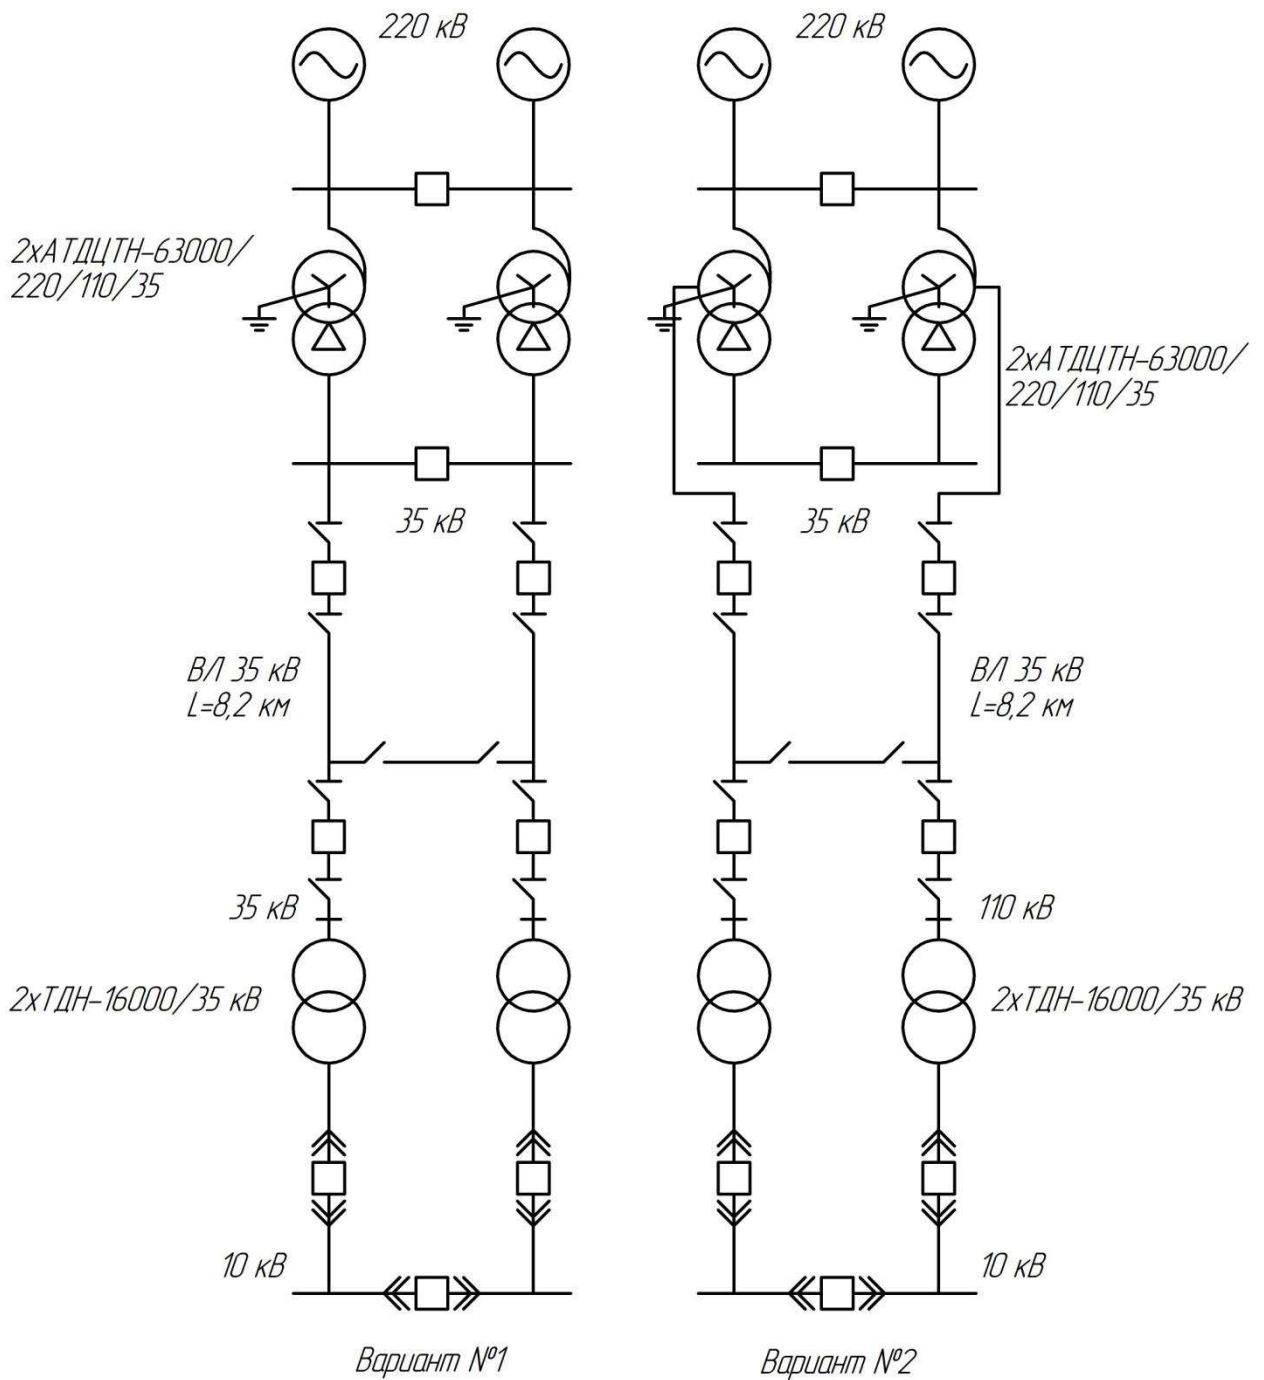 220 кВ
220 кВ
2хАТДЦТН-63000/
220/110/35
2хАТДЦТН-63000/
220/110/35
35 кВ
35 кВ
ВЛ 35 кВ
L=8,2 км
ВЛ 35 кВ
L=8,2 км
35 кВ
110 кВ
2хТДН-16000/35 кВ
2хТДН-16000/35 кВ
10 кВ
10 кВ
Вариант №1
Вариант №2